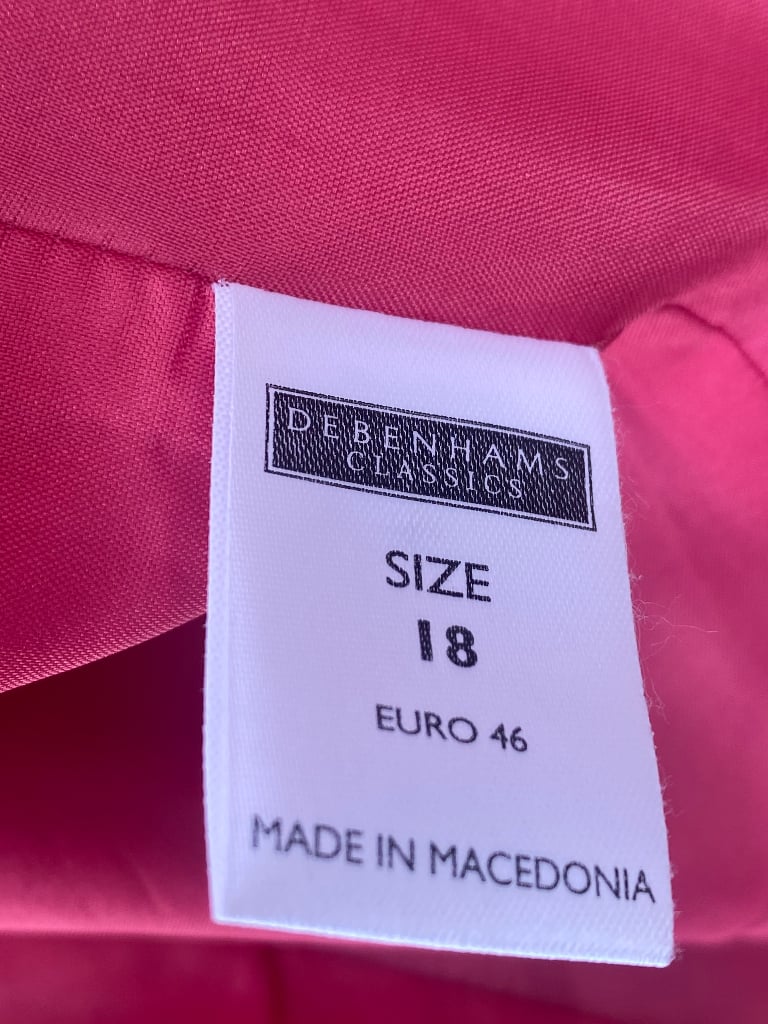 DEBENHAMS
CLASSICS
SIZE
18
EURO 46
MADE IN MACEDONIA